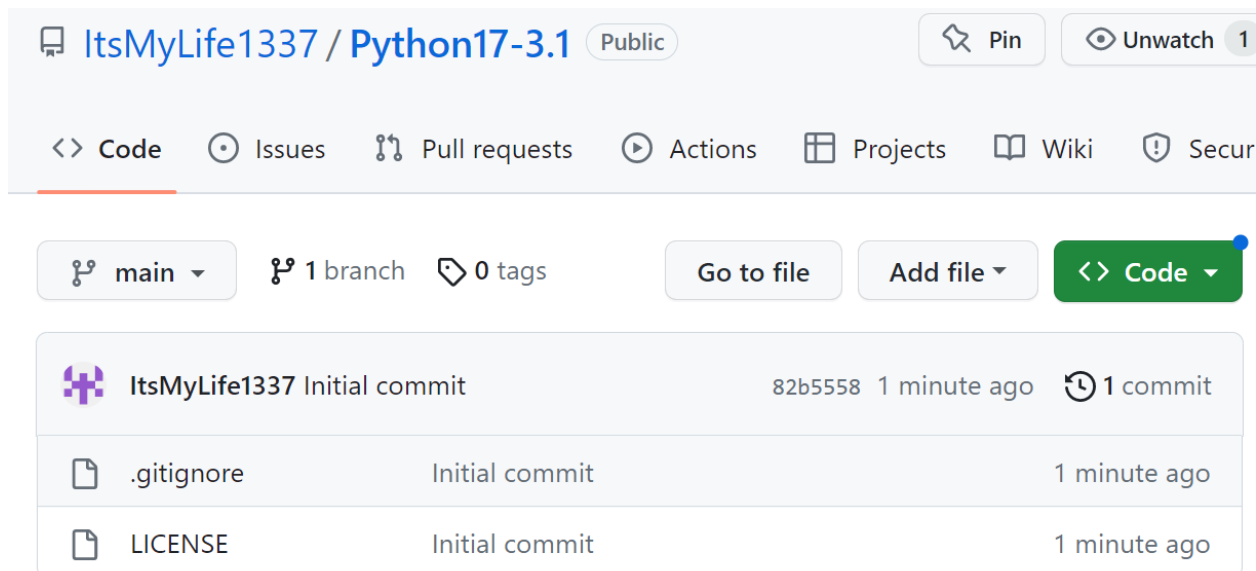 ItsMyLife1337 / Python17-3.1 Public Pin Unwatch 1
Code Issues Pull requests Actions Projects Wiki Secur
main 1 branch 0 tags Go to file Add file Code
ItsMyLife1337 Initial commit 82b5558 1 minute ago 1 commit
.gitignore Initial commit 1 minute ago
LICENSE Initial commit 1 minute ago